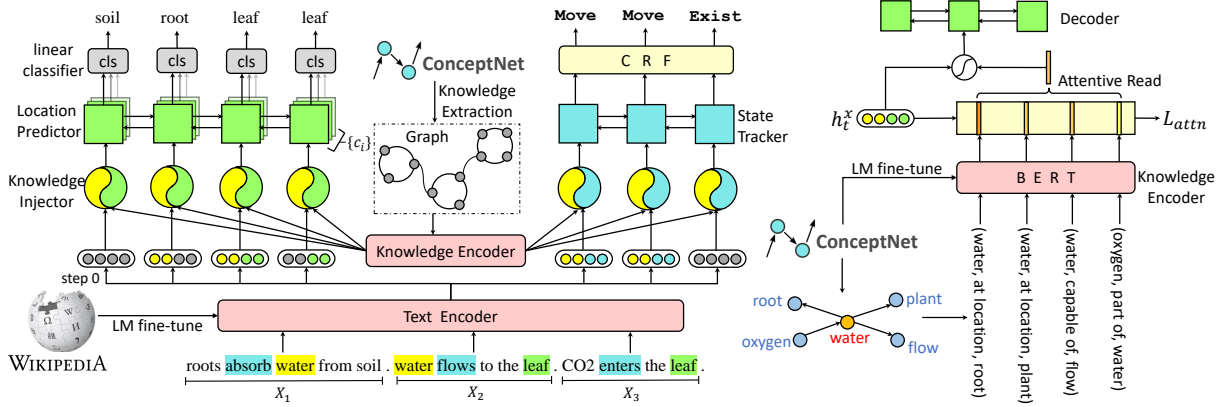 soil root leaf leaf
linear classifier
cls cls cls cls
Location Predictor
{c_i}
Knowledge Injector
step 0
ConceptNet
Knowledge Extraction
Graph
Knowledge Encoder
Move Move Exist
C R F
State Tracker
WIKIPEDIA
LM fine-tune
Text Encoder
roots absorb water from soil . water flows to the leaf . CO2 enters the leaf .
X_1 X_2 X_3
Decoder
Attentive Read
h_t^x
L_attn
LM fine-tune
B E R T
Knowledge Encoder
ConceptNet
root
plant
oxygen
water
flow
(water, at location, root)
(water, at location, plant)
(water, capable of, flow)
(oxygen, part of, water)